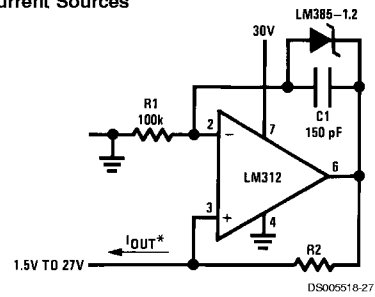 urrent Sources
LM385–1.2
30V
R1
100k
C1
150 pF
2
7
LM312
6
3
4
IOUT*
R2
1.5V TO 27V
DS005518-27